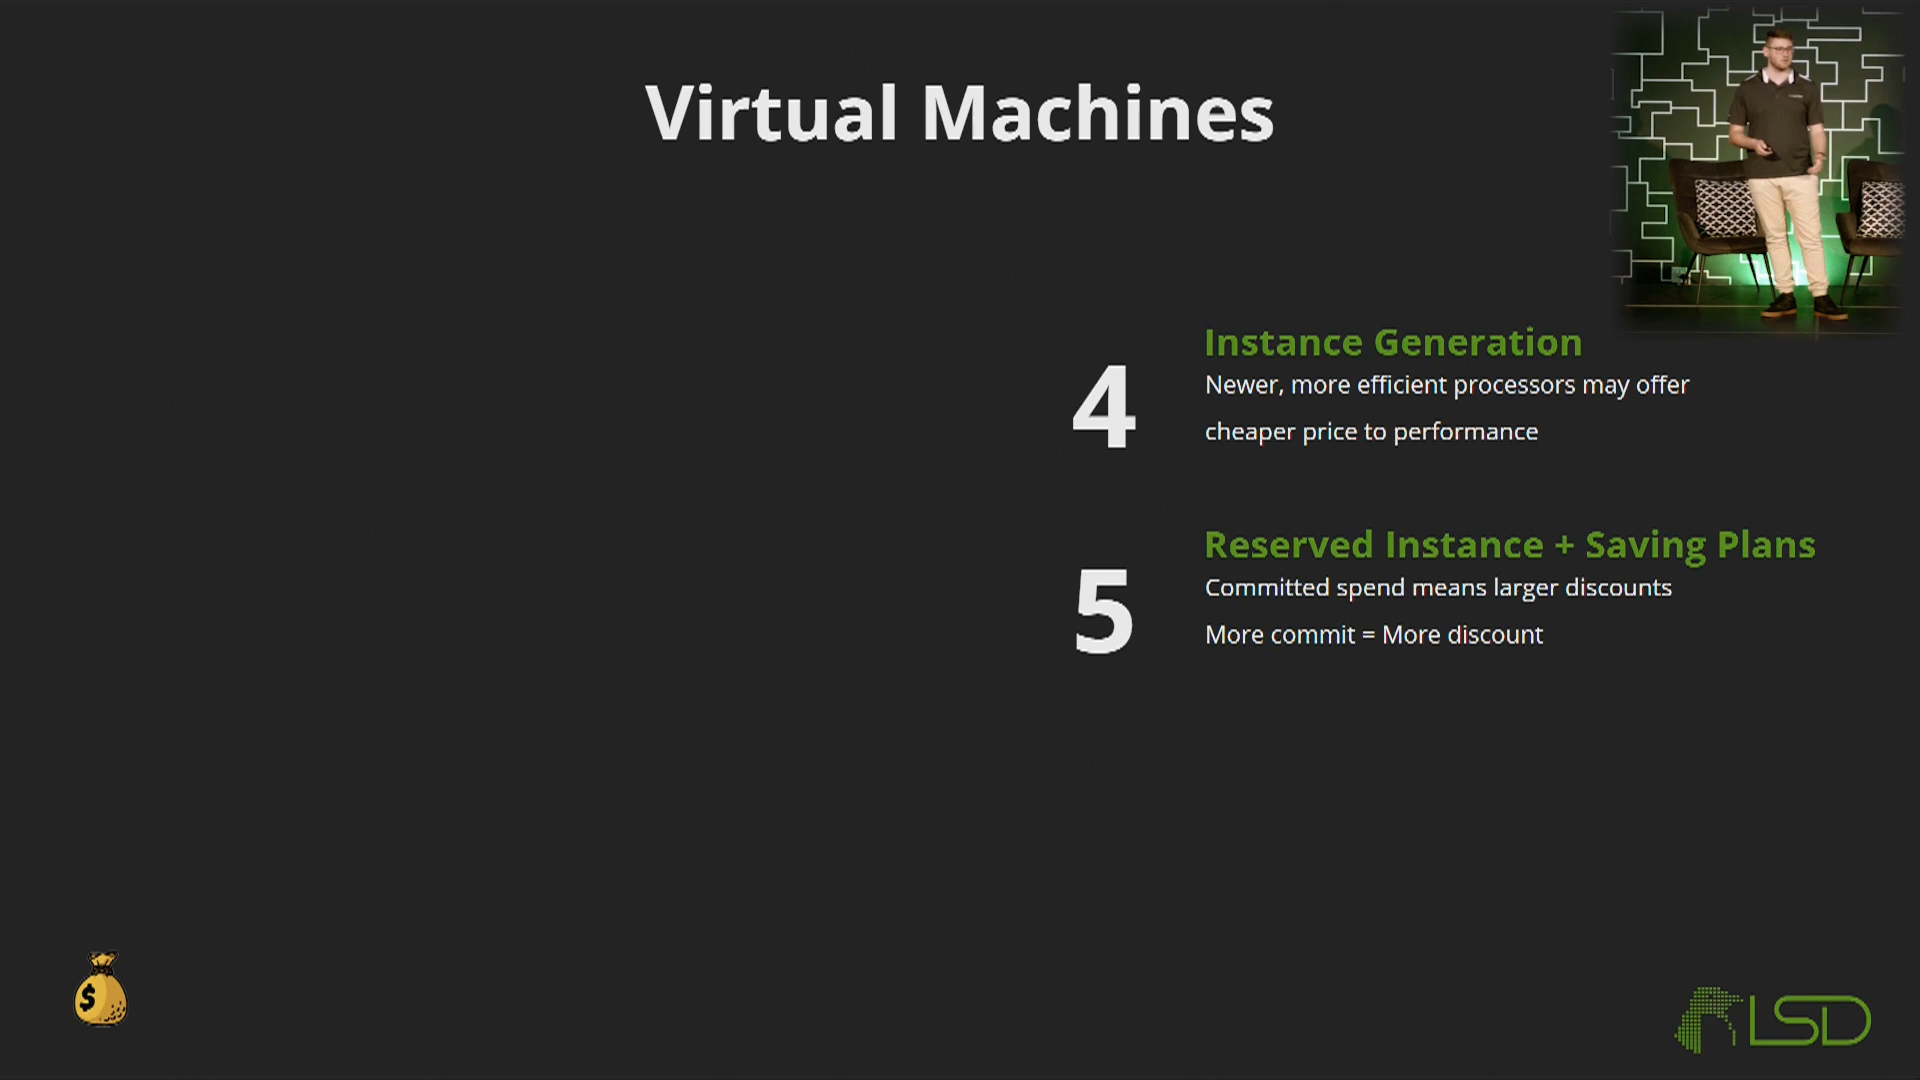 Virtual Machines
4
Instance Generation
Newer, more efficient processors may offer
cheaper price to performance
5
Reserved Instance + Saving Plans
Committed spend means larger discounts
More commit = More discount
$
LSD